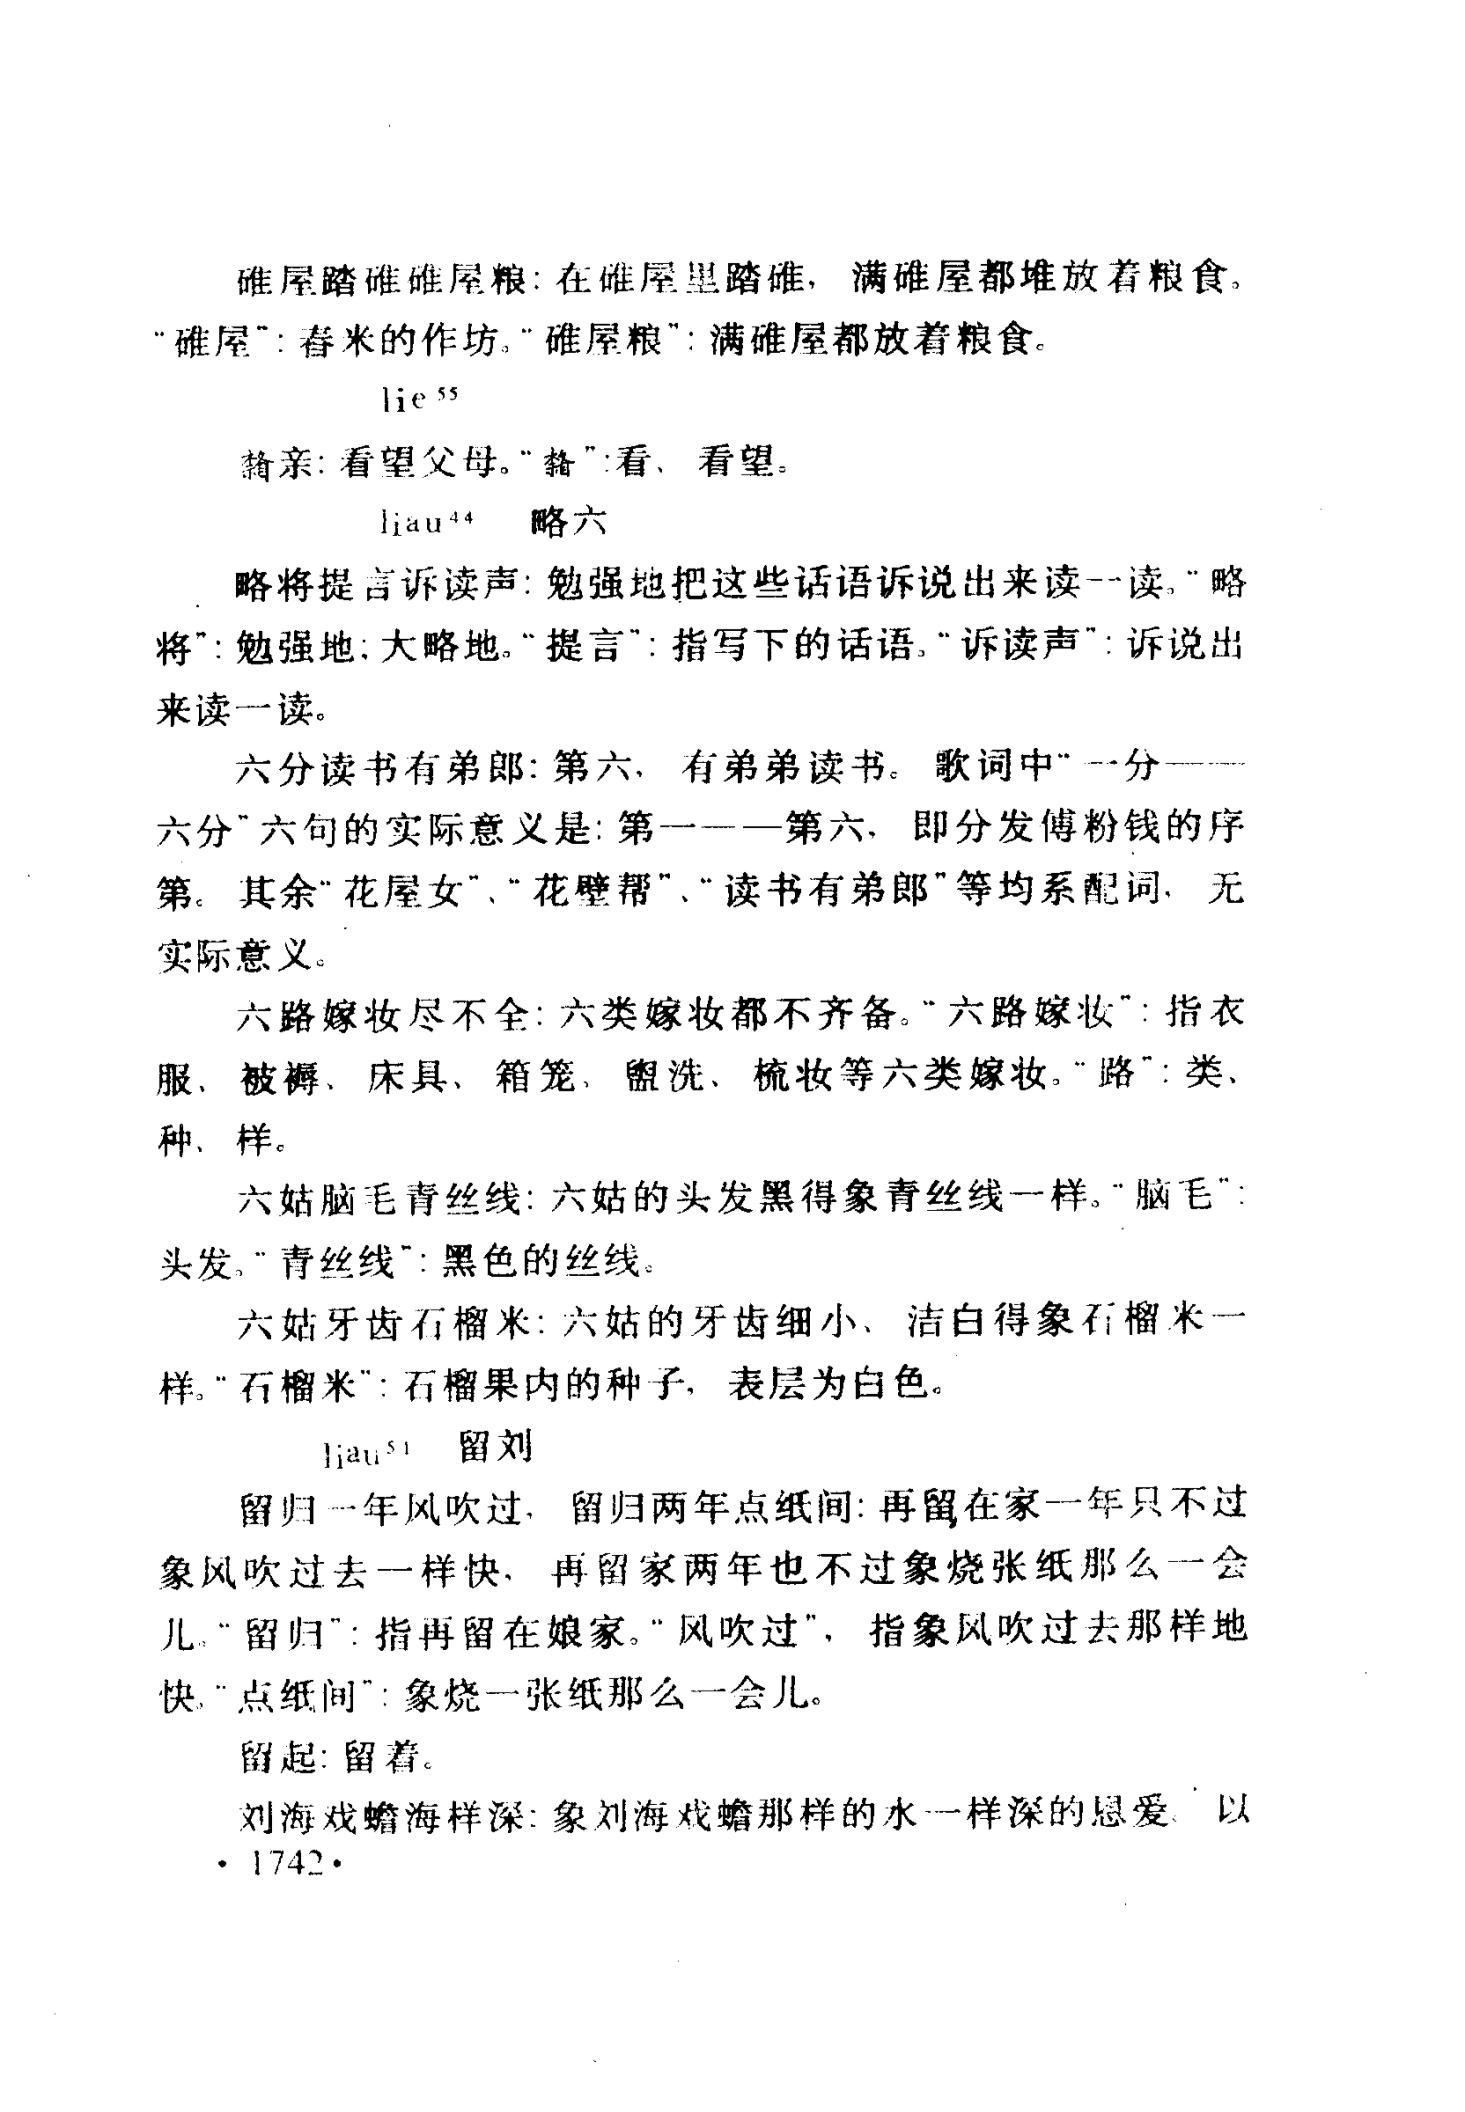 碓屋踏碓碓屋粮：在碓屋里踏碓，满碓屋都堆放着粮食。
“碓屋”：舂米的作坊。“碓屋粮”：满碓屋都放着粮食。
lie⁵⁵
亲：看望父母。“ ”：看、看望。
liau⁴⁴ 略六
略将提言诉读声：勉强地把这些话语诉说出来读一读。“略
将”：勉强地；大略地。“提言”：指写下的话语。“诉读声”：诉说出
来读一读。
六分读书有弟郎：第六，有弟弟读书。歌词中“一分——
六分”六句的实际意义是：第一——第六，即分发傅粉钱的序
第。其余“花屋女”、“花壁帮”、“读书有弟郎”等均系配词，无
实际意义。
六路嫁妆尽不全：六类嫁妆都不齐备。“六路嫁妆”：指衣
服、被褥、床具、箱笼、盥洗、梳妆等六类嫁妆。“路”：类、
种、样。
六姑脑毛青丝线：六姑的头发黑得象青丝线一样。“脑毛”：
头发。“青丝线”：黑色的丝线。
六姑牙齿石榴米：六姑的牙齿细小、洁白得象石榴米一
样。“石榴米”：石榴果内的种子，表层为白色。
liau⁵¹ 留刘
留归一年风吹过，留归两年点纸间：再留在家一年只不过
象风吹过去一样快，再留家两年也不过象烧张纸那么一会
儿。“留归”：指再留在娘家。“风吹过”，指象风吹过去那样地
快。“点纸间”：象烧一张纸那么一会儿。
留起：留着。
刘海戏蟾海样深：象刘海戏蟾那样的水一样深的恩爱。以
·1742·